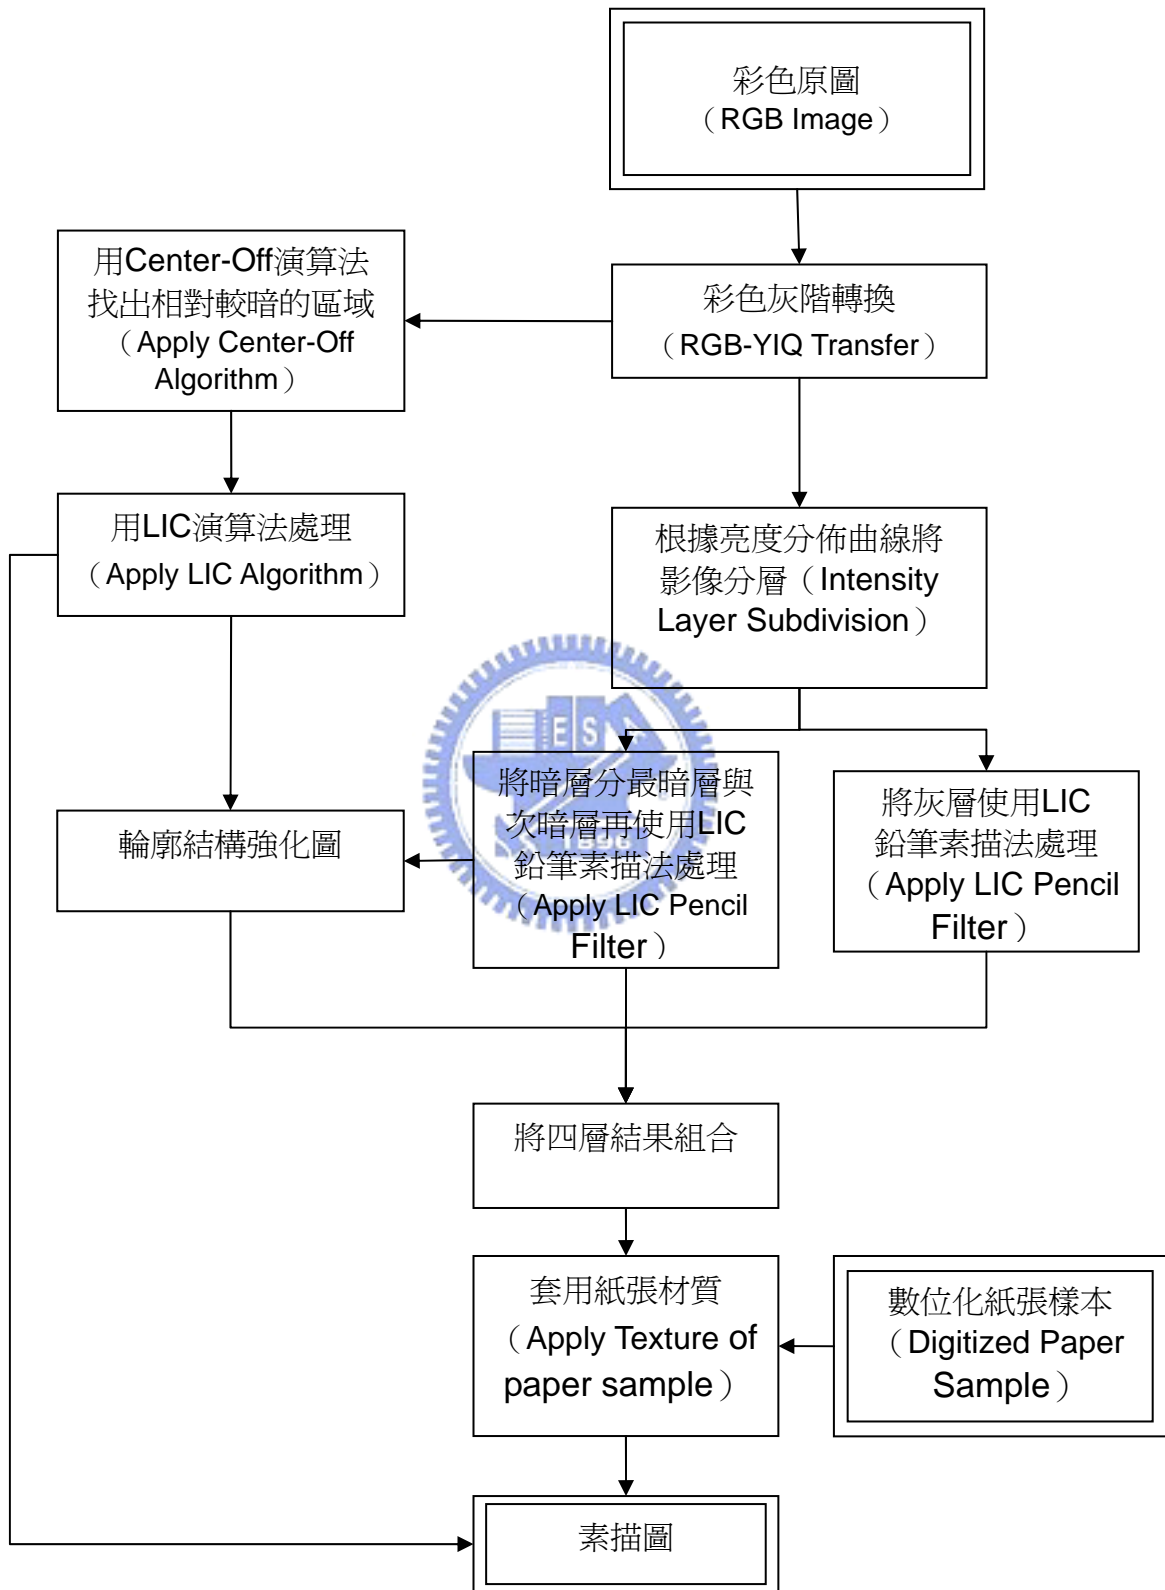 彩色原圖
（RGB Image）
用Center-Off演算法
找出相對較暗的區域
（Apply Center-Off
Algorithm）
彩色灰階轉換
（RGB-YIQ Transfer）
用LIC演算法處理
（Apply LIC Algorithm）
根據亮度分佈曲線將
影像分層（Intensity
Layer Subdivision）
ES
1896
輪廓結構強化圖
將暗層分最暗層與
次暗層再使用LIC
鉛筆素描法處理
（Apply LIC Pencil
Filter）
將灰層使用LIC
鉛筆素描法處理
（Apply LIC Pencil
Filter）
將四層結果組合
套用紙張材質
（Apply Texture of
paper sample）
數位化紙張樣本
（Digitized Paper
Sample）
素描圖